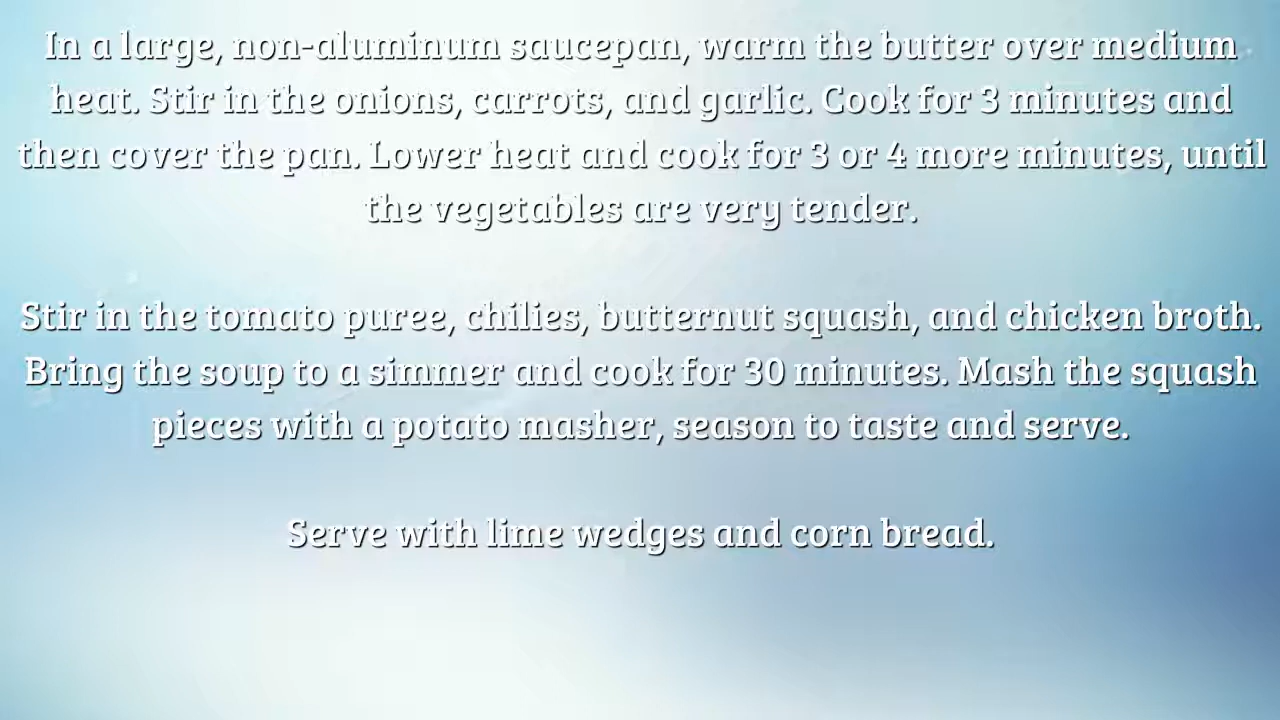 In a large, non-aluminum saucepan, warm the butter over medium
heat. Stir in the onions, carrots, and garlic. Cook for 3 minutes and
then cover the pan. Lower heat and cook for 3 or 4 more minutes, until
the vegetables are very tender.
Stir in the tomato puree, chilies, butternut squash, and chicken broth.
Bring the soup to a simmer and cook for 30 minutes. Mash the squash
pieces with a potato masher, season to taste and serve.
Serve with lime wedges and corn bread.